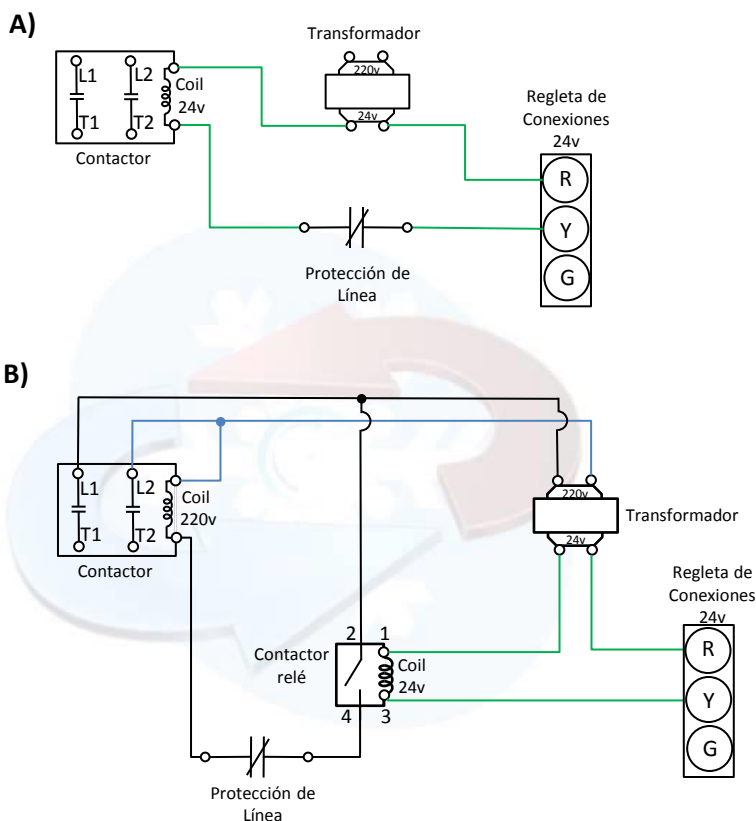 A)
Transformador
220v
24v
L1
L2
Coil
24v
T1
T2
Contactor
Regleta de
Conexiones
24v
R
Y
G
Protección de
Línea
B)
L1
L2
Coil
220v
T1
T2
Contactor
220v
24v
Transformador
Regleta de
Conexiones
24v
R
Y
G
2
1
Contactor
relé
Coil
24v
4
3
Protección de
Línea